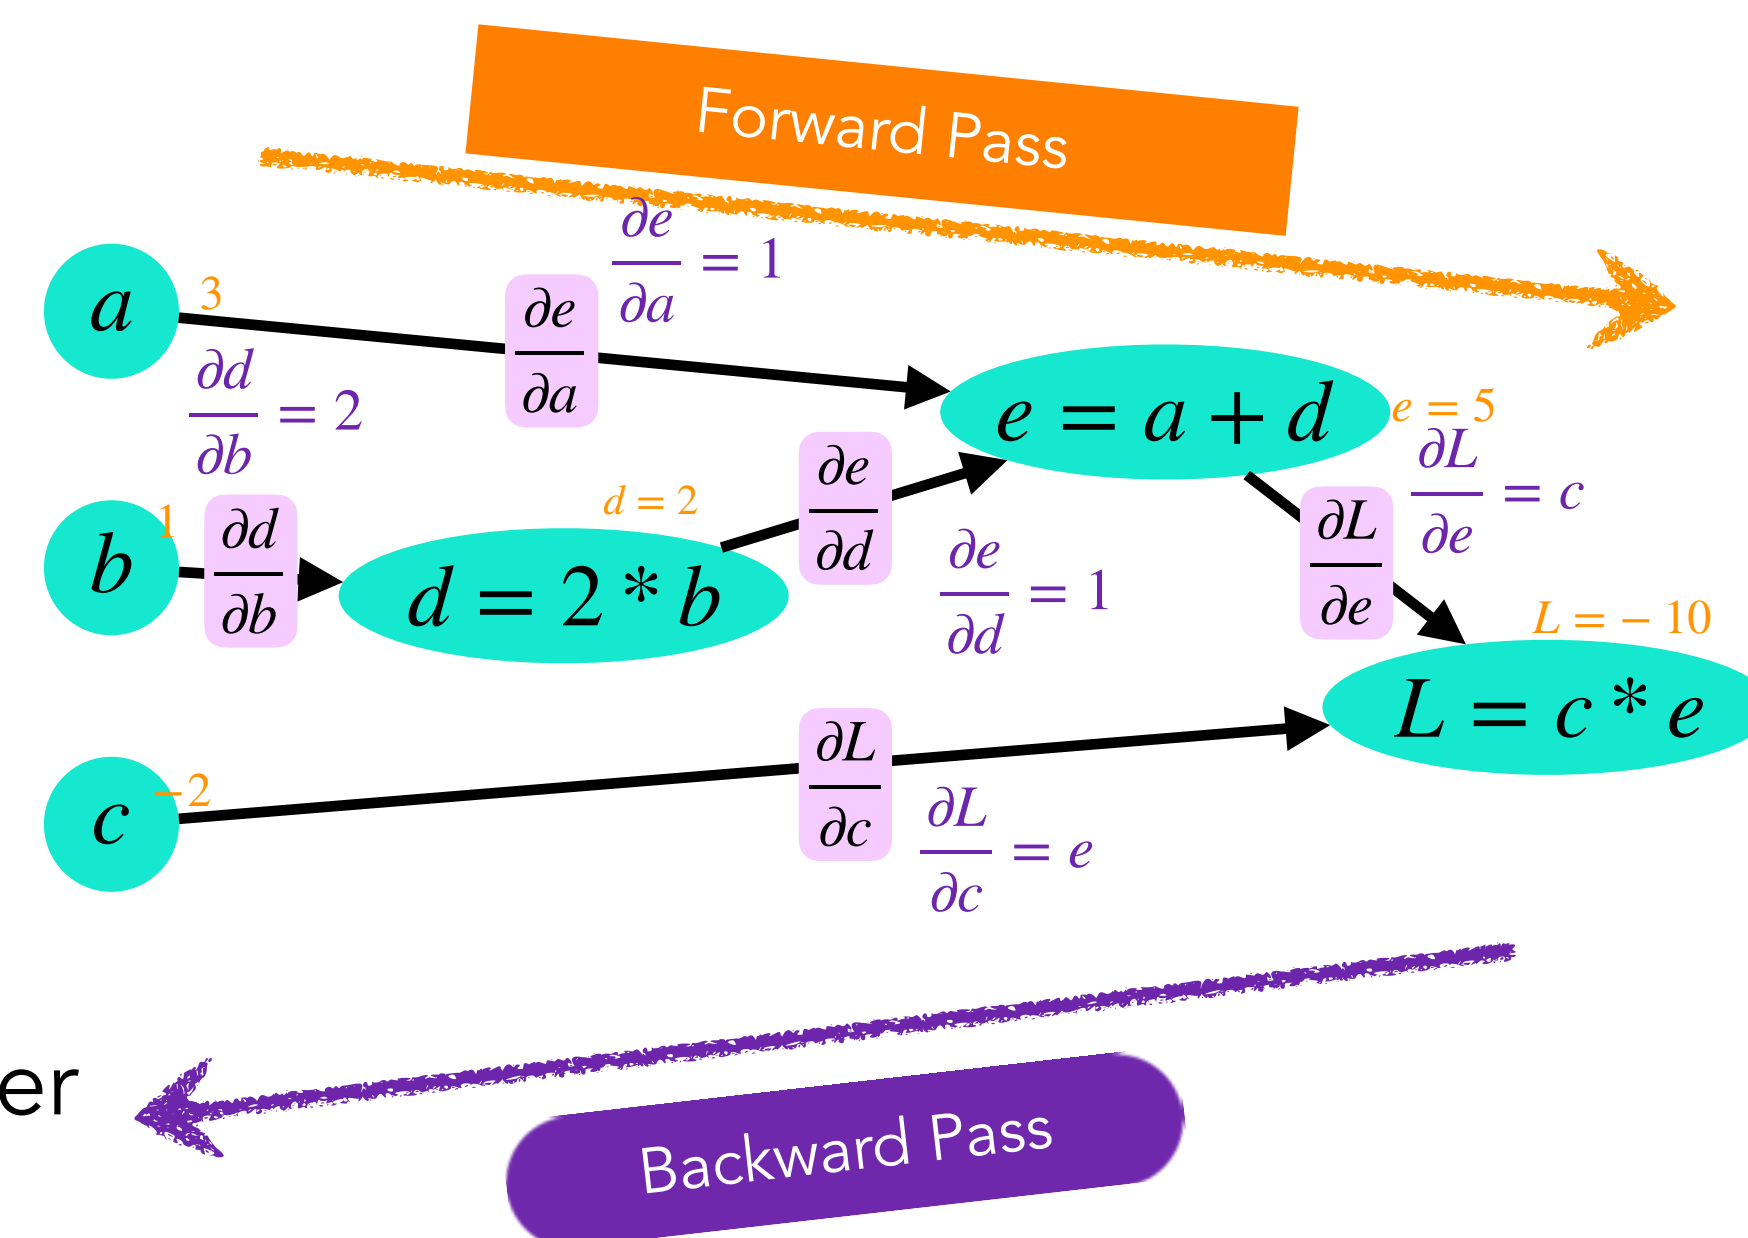 Forward Pass
∂e/∂a = 1
a
3
∂e/∂a
∂d/∂b = 2
e = a + d
e = 5
∂L/∂e = c
b
1
∂d/∂b
d = 2
∂e/∂d
d = 2 * b
∂e/∂d = 1
∂L/∂e
L = − 10
L = c * e
c
−2
∂L/∂c
∂L/∂c = e
er
Backward Pass